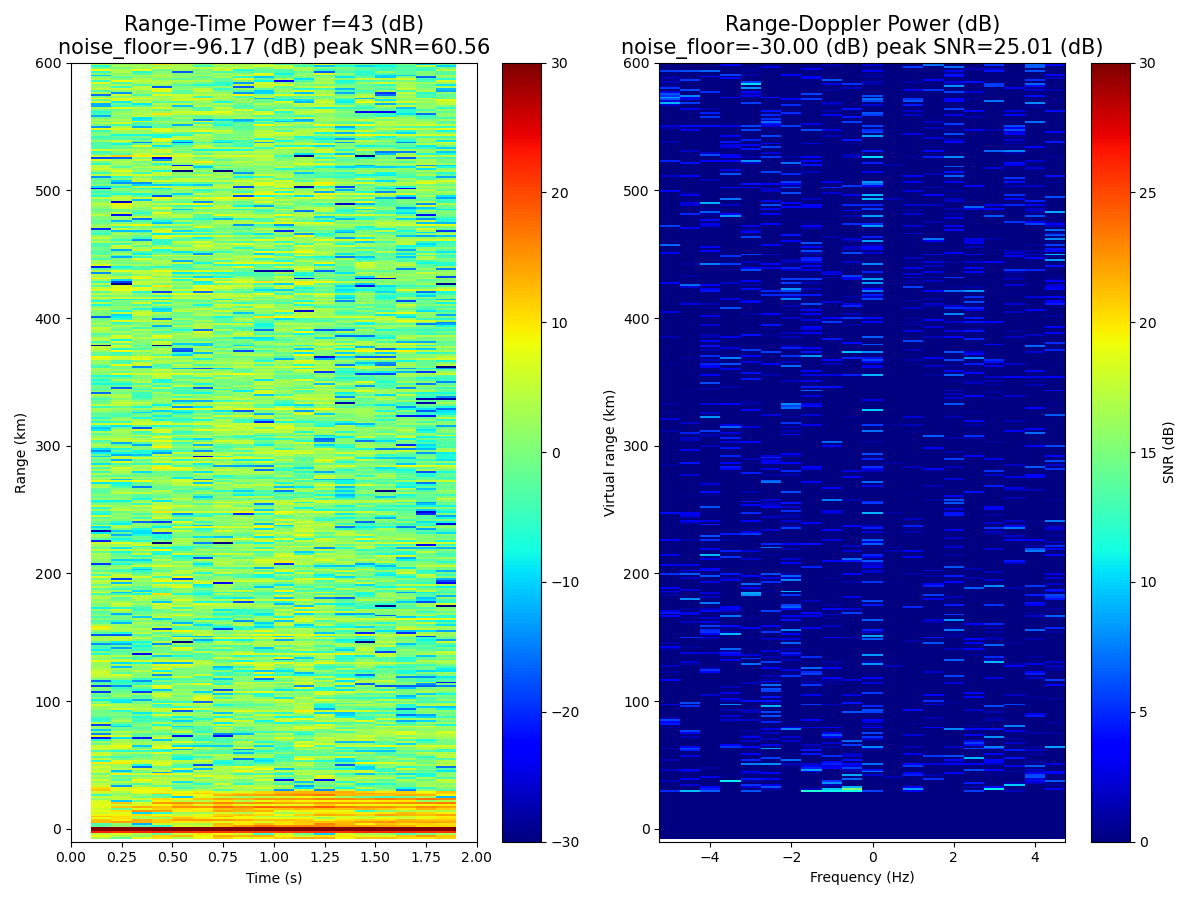 Range-Time Power f=43 (dB)
noise_floor=-96.17 (dB) peak SNR=60.56
Range-Doppler Power (dB)
noise_floor=-30.00 (dB) peak SNR=25.01 (dB)
600
500
400
300
200
100
0
Range (km)
0.00 0.25 0.50 0.75 1.00 1.25 1.50 1.75 2.00
Time (s)
30
20
10
0
−10
−20
−30
600
500
400
300
200
100
0
Virtual range (km)
−4 −2 0 2 4
Frequency (Hz)
30
25
20
15
10
5
0
SNR (dB)